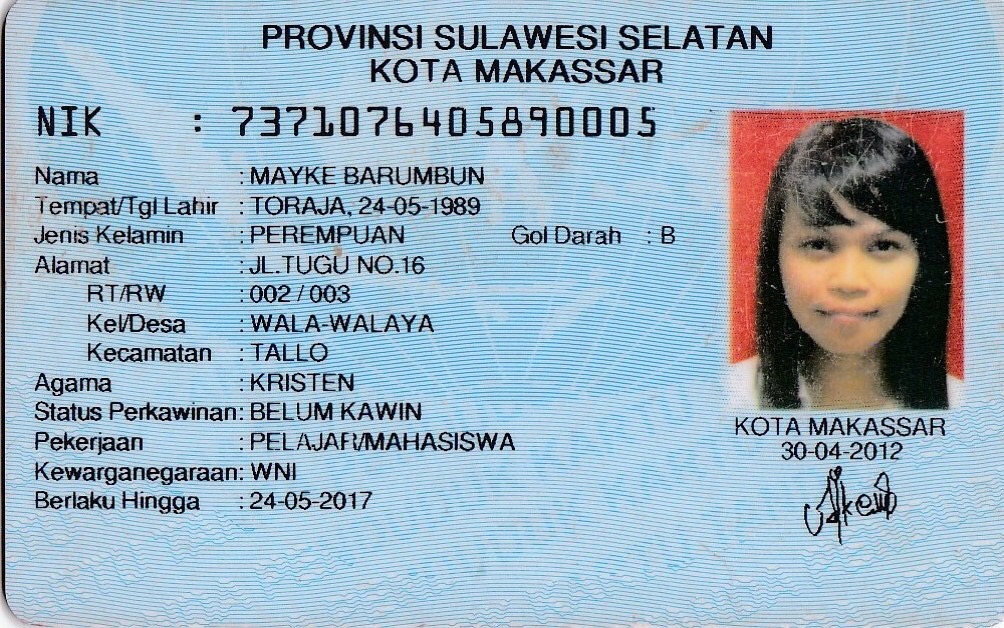 PROVINSI SULAWESI SELATAN
KOTA MAKASSAR
NIK : 7371076405890005
Nama : MAYKE BARUMBUN
Tempat/Tgl Lahir : TORAJA, 24-05-1989
Jenis Kelamin : PEREMPUAN Gol Darah : B
Alamat : JL.TUGU NO.16
RT/RW : 002 / 003
Kel/Desa : WALA-WALAYA
Kecamatan : TALLO
Agama : KRISTEN
Status Perkawinan: BELUM KAWIN
Pekerjaan : PELAJAR/MAHASISWA
Kewarganegaraan: WNI
Berlaku Hingga : 24-05-2017
KOTA MAKASSAR
30-04-2012